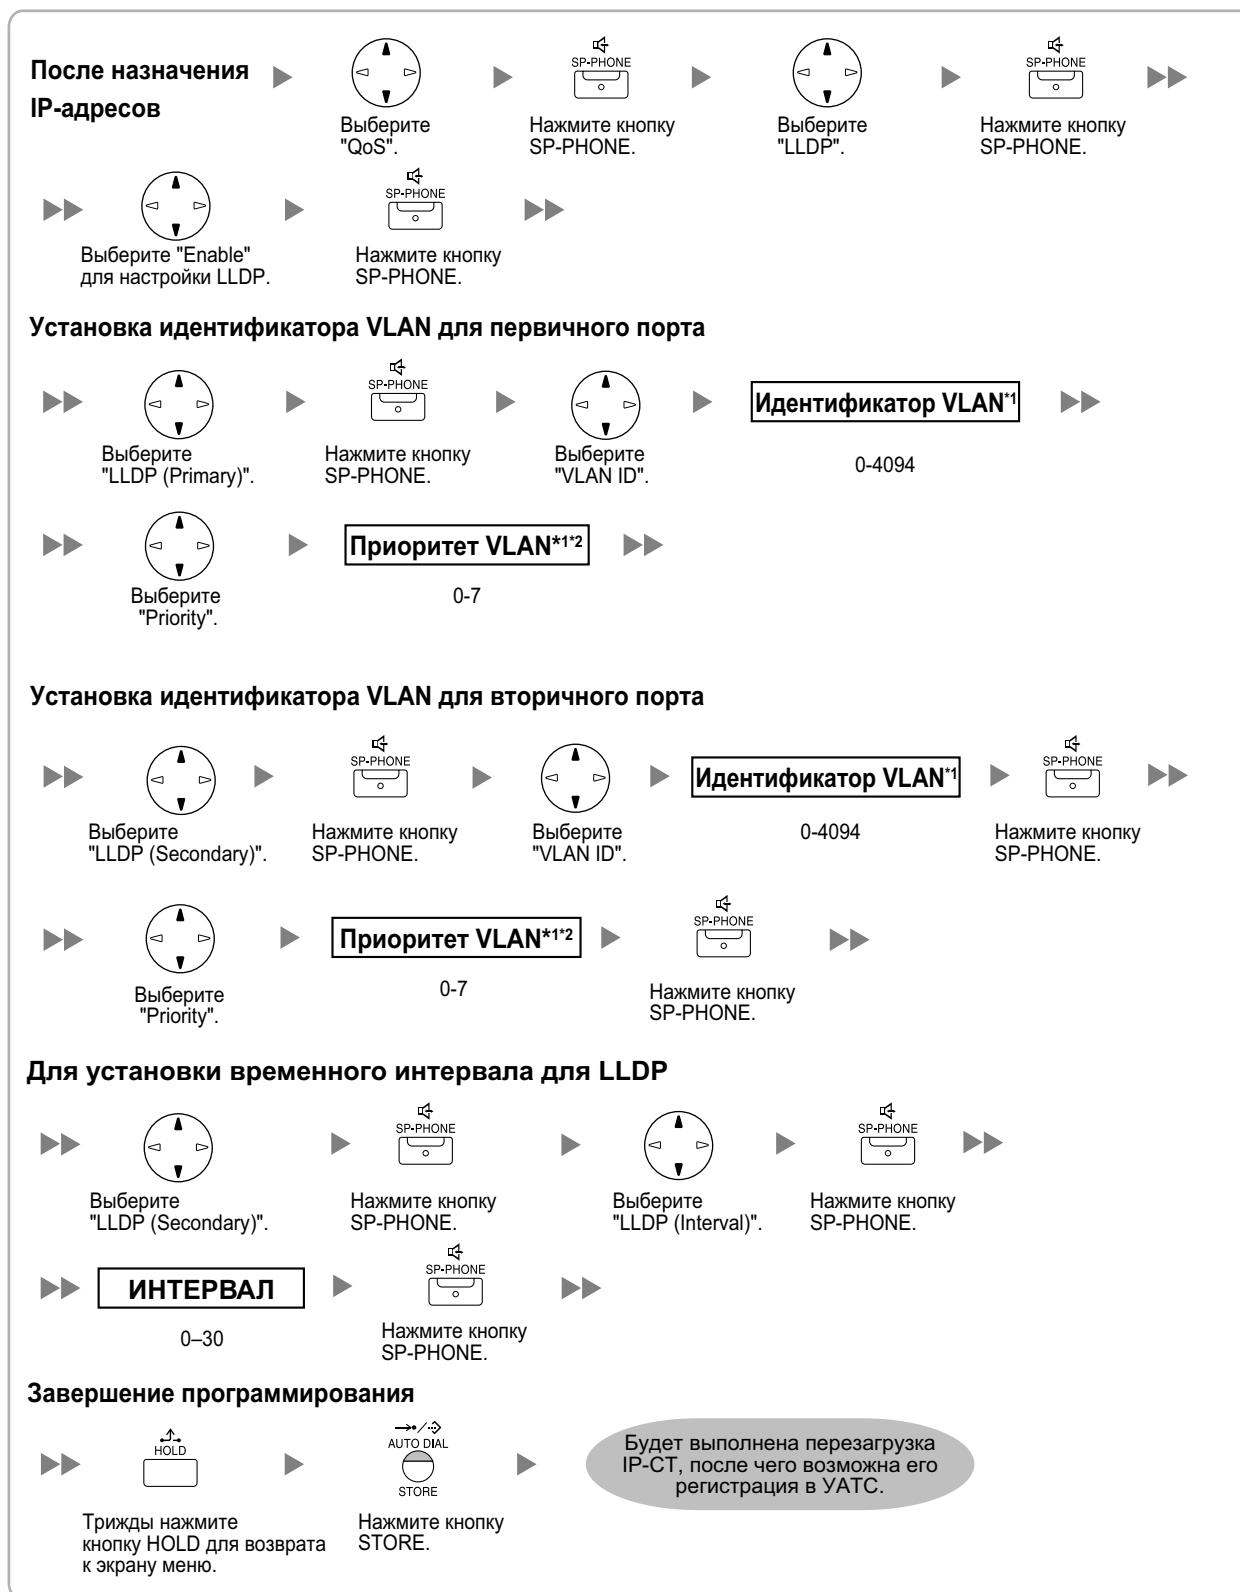 После назначения
IP-адресов
SP-PHONE
SP-PHONE
Выберите
"QoS".
Нажмите кнопку
SP-PHONE.
Выберите
"LLDP".
Нажмите кнопку
SP-PHONE.
SP-PHONE
Выберите "Enable"
для настройки LLDP.
Нажмите кнопку
SP-PHONE.
Установка идентификатора VLAN для первичного порта
SP-PHONE
Идентификатор VLAN*1
Выберите
"LLDP (Primary)".
Нажмите кнопку
SP-PHONE.
Выберите
"VLAN ID".
0-4094
Приоритет VLAN*1*2
Выберите
"Priority".
0-7
Установка идентификатора VLAN для вторичного порта
SP-PHONE
Идентификатор VLAN*1
SP-PHONE
Выберите
"LLDP (Secondary)".
Нажмите кнопку
SP-PHONE.
Выберите
"VLAN ID".
0-4094
Нажмите кнопку
SP-PHONE.
Приоритет VLAN*1*2
SP-PHONE
Выберите
"Priority".
0-7
Нажмите кнопку
SP-PHONE.
Для установки временного интервала для LLDP
SP-PHONE
SP-PHONE
Выберите
"LLDP (Secondary)".
Нажмите кнопку
SP-PHONE.
Выберите
"LLDP (Interval)".
Нажмите кнопку
SP-PHONE.
ИНТЕРВАЛ
SP-PHONE
0–30
Нажмите кнопку
SP-PHONE.
Завершение программирования
HOLD
AUTO DIAL
STORE
Будет выполнена перезагрузка
IP-СТ, после чего возможна его
регистрация в УАТС.
Трижды нажмите
кнопку HOLD для возврата
к экрану меню.
Нажмите кнопку
STORE.